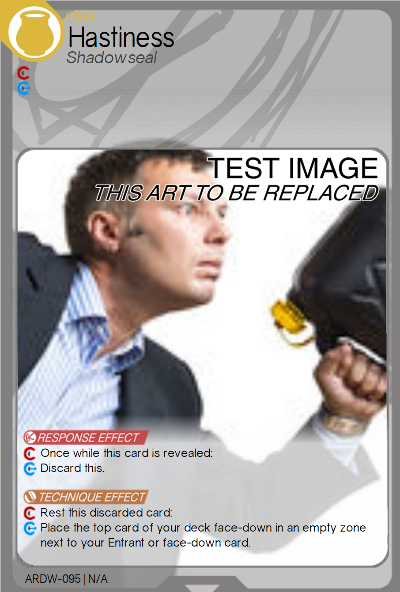 Hastiness
Shadowseal
TEST IMAGE
THIS ART TO BE REPLACED
RESPONSE EFFECT
Once while this card is revealed:
Discard this.
TECHNIQUE EFFECT
Rest this discarded card:
Place the top card of your deck face-down in an empty zone
next to your Entrant or face-down card.
ARDW-095 | N/A